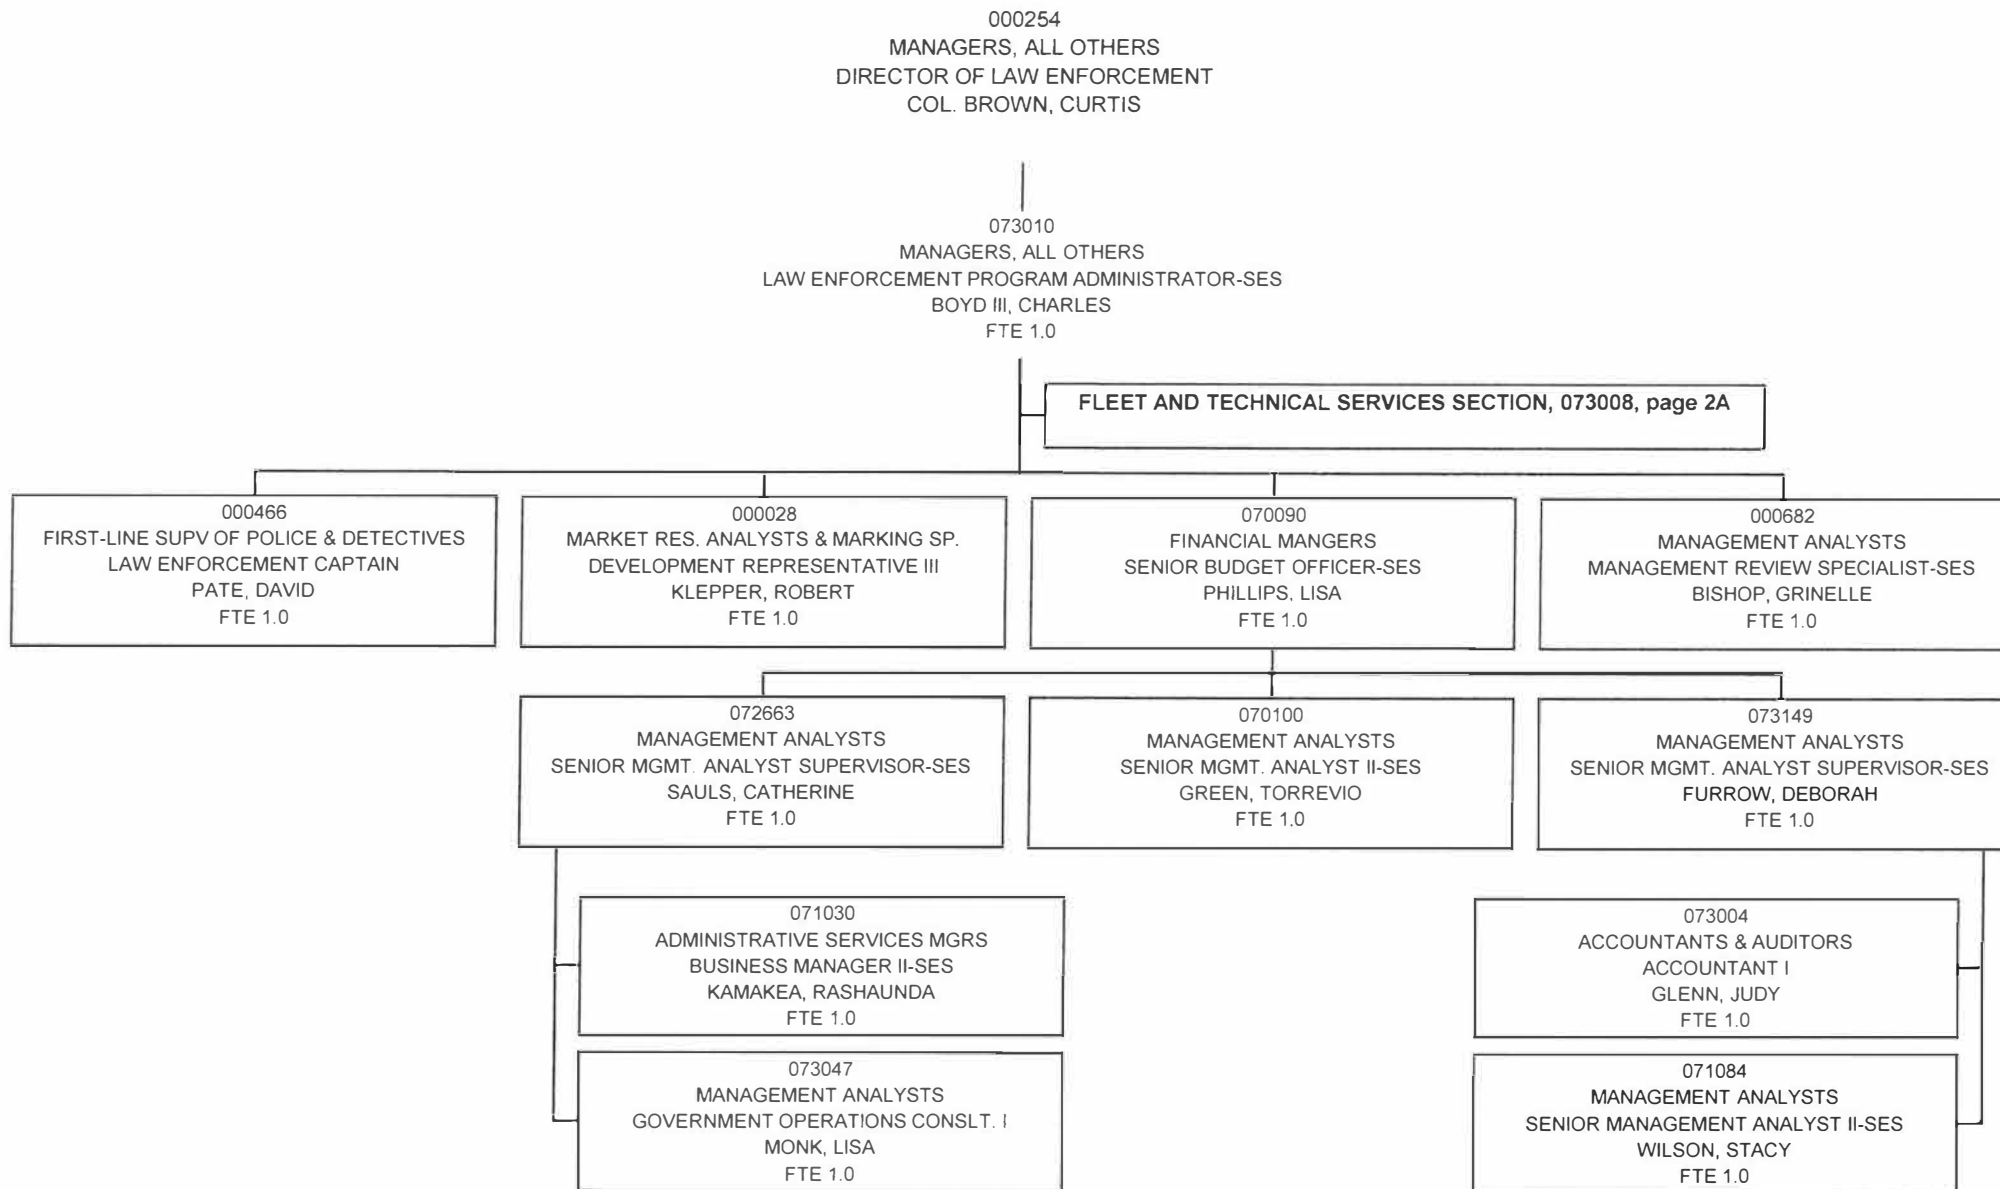 000254
MANAGERS, ALL OTHERS
DIRECTOR OF LAW ENFORCEMENT
COL. BROWN, CURTIS
073010
MANAGERS, ALL OTHERS
LAW ENFORCEMENT PROGRAM ADMINISTRATOR-SES
BOYD III, CHARLES
FTE 1.0
FLEET AND TECHNICAL SERVICES SECTION, 073008, page 2A
000466
FIRST-LINE SUPV OF POLICE & DETECTIVES
LAW ENFORCEMENT CAPTAIN
PATE, DAVID
FTE 1.0
000028
MARKET RES. ANALYSTS & MARKING SP.
DEVELOPMENT REPRESENTATIVE III
KLEPPER, ROBERT
FTE 1.0
070090
FINANCIAL MANGERS
SENIOR BUDGET OFFICER-SES
PHILLIPS, LISA
FTE 1.0
000682
MANAGEMENT ANALYSTS
MANAGEMENT REVIEW SPECIALIST-SES
BISHOP, GRINELLE
FTE 1.0
072663
MANAGEMENT ANALYSTS
SENIOR MGMT. ANALYST SUPERVISOR-SES
SAULS, CATHERINE
FTE 1.0
070100
MANAGEMENT ANALYSTS
SENIOR MGMT. ANALYST II-SES
GREEN, TORREVIO
FTE 1.0
073149
MANAGEMENT ANALYSTS
SENIOR MGMT. ANALYST SUPERVISOR-SES
FURROW, DEBORAH
FTE 1.0
071030
ADMINISTRATIVE SERVICES MGRS
BUSINESS MANAGER II-SES
KAMAKEA, RASHAUNDA
FTE 1.0
073047
MANAGEMENT ANALYSTS
GOVERNMENT OPERATIONS CONSLT. I
MONK, LISA
FTE 1.0
073004
ACCOUNTANTS & AUDITORS
ACCOUNTANT I
GLENN, JUDY
FTE 1.0
071084
MANAGEMENT ANALYSTS
SENIOR MANAGEMENT ANALYST II-SES
WILSON, STACY
FTE 1.0